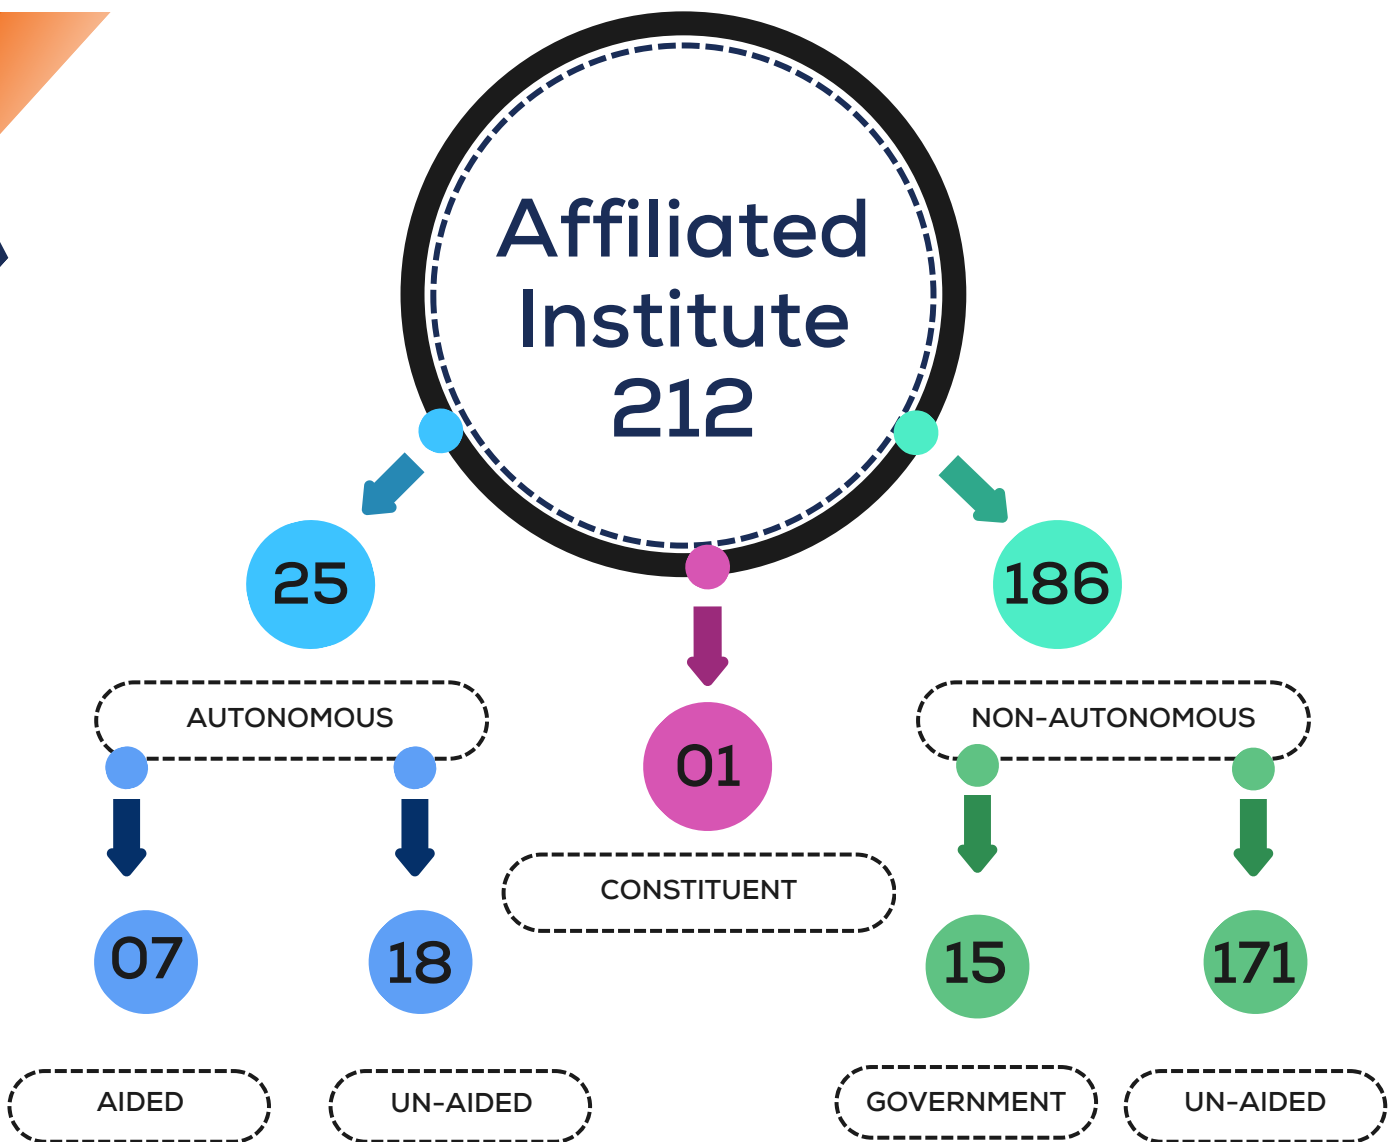 Affiliated
Institute
212
25
186
AUTONOMOUS
NON-AUTONOMOUS
01
CONSTITUENT
07
18
15
171
AIDED
UN-AIDED
GOVERNMENT
UN-AIDED